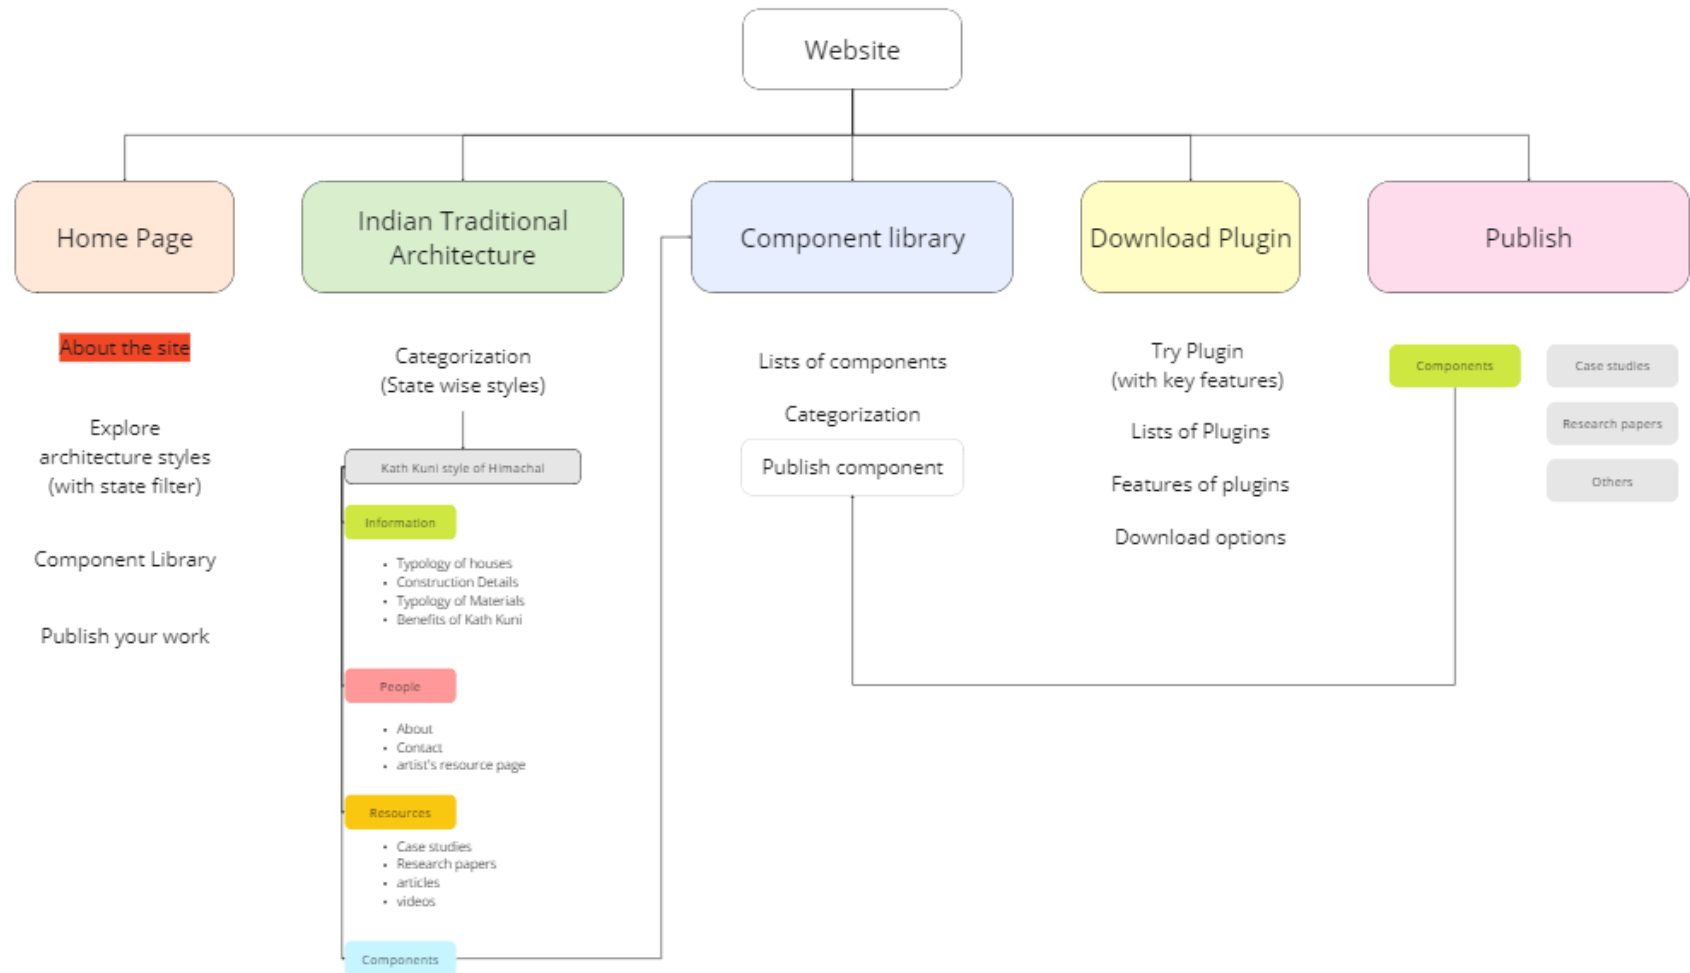 Website
Home Page
Indian Traditional
Architecture
Component library
Download Plugin
Publish
About the site
Explore
architecture styles
(with state filter)
Component Library
Publish your work
Categorization
(State wise styles)
Kath Kuni style of Himachal
Information
• Typology of houses
• Construction Details
• Typology of Materials
• Benefits of Kath Kuni
People
• About
• Contact
• artist's resource page
Resources
• Case studies
• Research papers
• articles
• videos
Components
Lists of components
Categorization
Publish component
Try Plugin
(with key features)
Lists of Plugins
Features of plugins
Download options
Components
Case studies
Research papers
Others